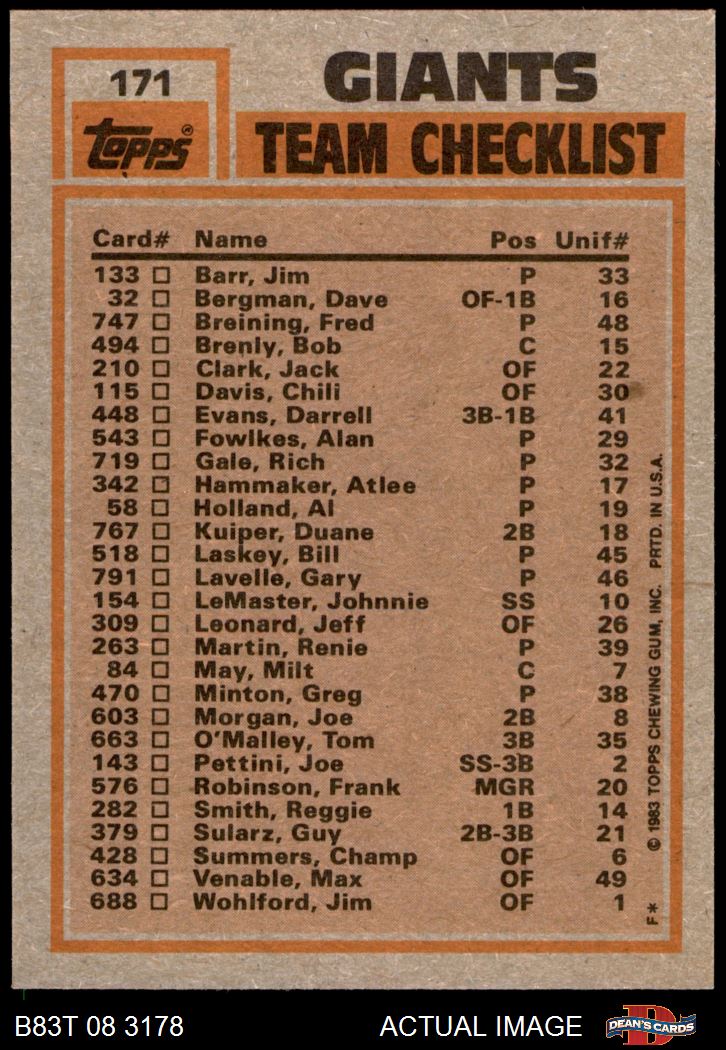 171
GIANTS
topps®
TEAM CHECKLIST
Card# Name Pos Unif#
133 Barr, Jim P 33
32 Bergman, Dave OF-1B 16
747 Breining, Fred P 48
494 Brenly, Bob C 15
210 Clark, Jack OF 22
115 Davis, Chili OF 30
448 Evans, Darrell 3B-1B 41
543 Fowlkes, Alan P 29
719 Gale, Rich P 32
342 Hammaker, Atlee P 17
58 Holland, Al P 19
767 Kuiper, Duane 2B 18
518 Laskey, Bill P 45
791 Lavelle, Gary P 46
154 LeMaster, Johnnie SS 10
309 Leonard, Jeff OF 26
263 Martin, Renie P 39
84 May, Milt C 7
470 Minton, Greg P 38
603 Morgan, Joe 2B 8
663 O'Malley, Tom 3B 35
143 Pettini, Joe SS-3B 2
576 Robinson, Frank MGR 20
282 Smith, Reggie 1B 14
379 Sularz, Guy 2B-3B 21
428 Summers, Champ OF 6
634 Venable, Max OF 49
688 Wohlford, Jim OF 1
F* © 1983 TOPPS CHEWING GUM, INC. PRTD. IN U.S.A.
B83T 08 3178 ACTUAL IMAGE
D
DEAN'S CARDS